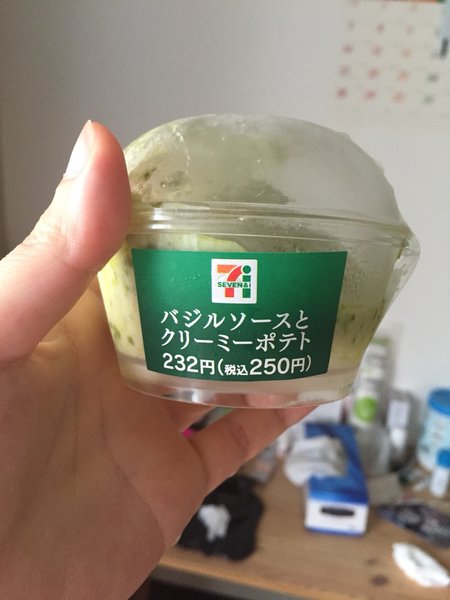 7i
SEVEN&i
バジルソースと
クリーミーポテト
232円(税込250円)